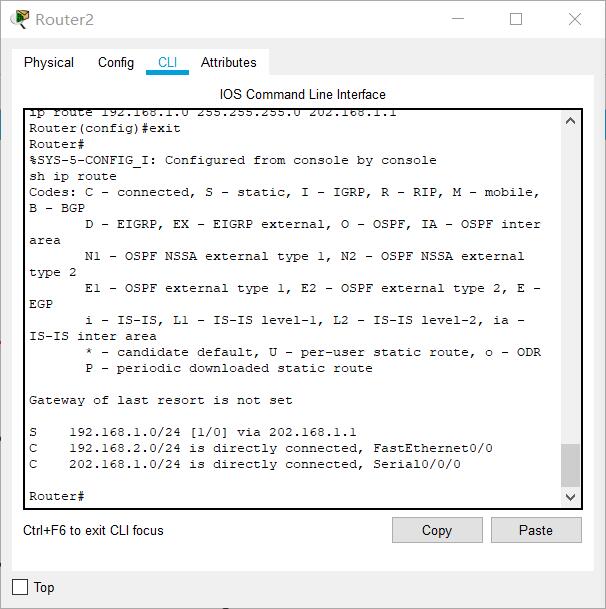 Router2
Physical Config CLI Attributes
IOS Command Line Interface
ip route 192.168.1.0 255.255.255.0 202.168.1.1
Router(config)#exit
Router#
%SYS-5-CONFIG_I: Configured from console by console
sh ip route
Codes: C - connected, S - static, I - IGRP, R - RIP, M - mobile,
B - BGP
       D - EIGRP, EX - EIGRP external, O - OSPF, IA - OSPF inter
area
       N1 - OSPF NSSA external type 1, N2 - OSPF NSSA external
type 2
       E1 - OSPF external type 1, E2 - OSPF external type 2, E -
EGP
       i - IS-IS, L1 - IS-IS level-1, L2 - IS-IS level-2, ia -
IS-IS inter area
       * - candidate default, U - per-user static route, o - ODR
       P - periodic downloaded static route
Gateway of last resort is not set
S    192.168.1.0/24 [1/0] via 202.168.1.1
C    192.168.2.0/24 is directly connected, FastEthernet0/0
C    202.168.1.0/24 is directly connected, Serial0/0/0
Router#
Ctrl+F6 to exit CLI focus
Copy Paste
Top